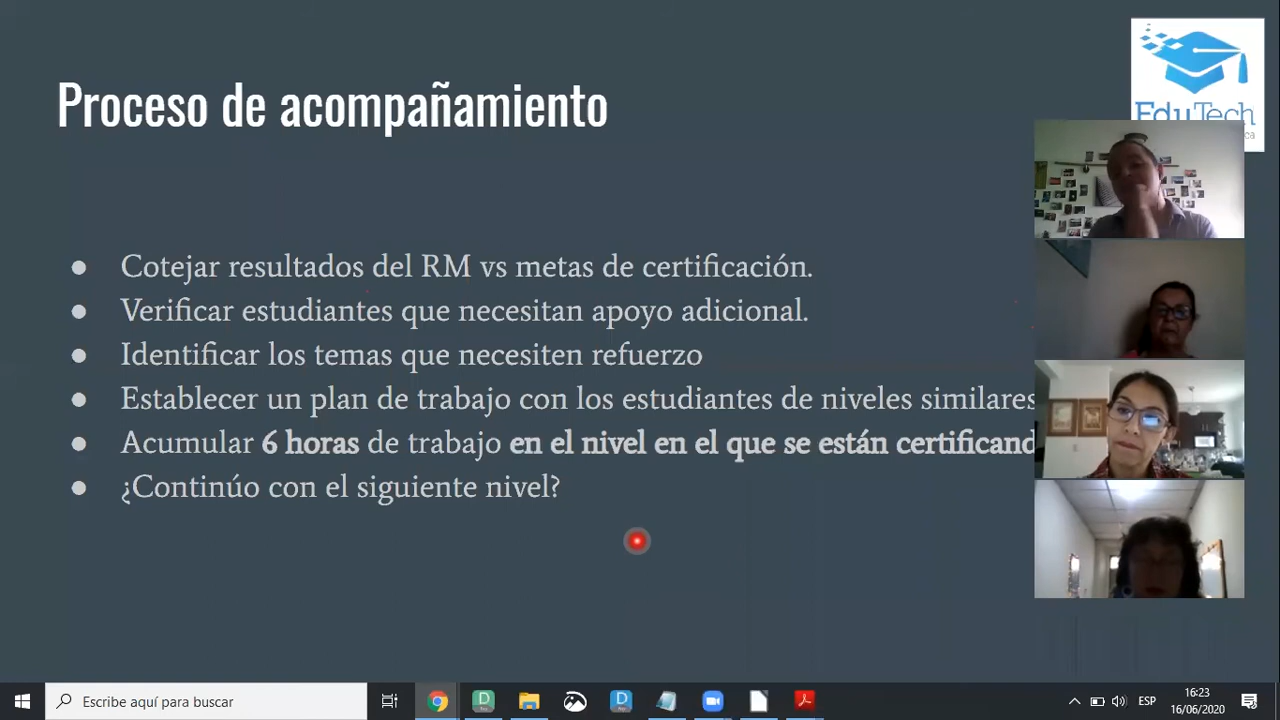 Proceso de acompañamiento
EduTech
● Cotejar resultados del RM vs metas de certificación.
● Verificar estudiantes que necesitan apoyo adicional.
● Identificar los temas que necesiten refuerzo
● Establecer un plan de trabajo con los estudiantes de niveles similares
● Acumular 6 horas de trabajo en el nivel en el que se están certificand
● ¿Continúo con el siguiente nivel?
Escribe aquí para buscar
ESP
16:23
16/06/2020